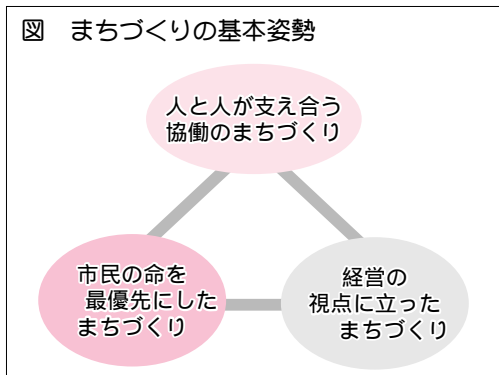 図　まちづくりの基本姿勢
人と人が支え合う
協働のまちづくり
市民の命を
最優先にした
まちづくり
経営の
視点に立った
まちづくり